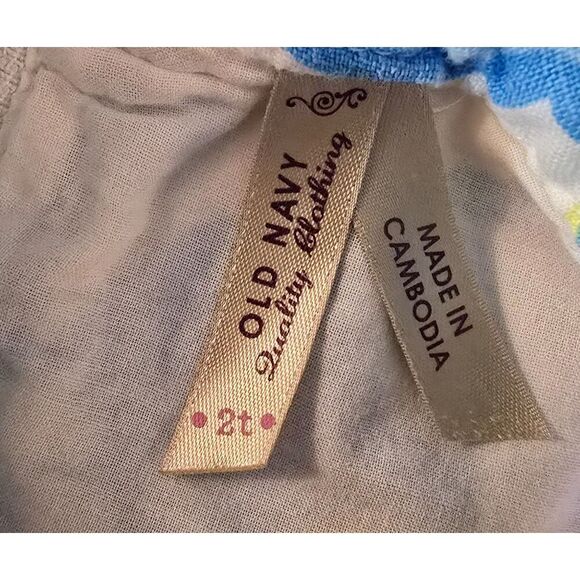 OLD NAVY
Quality Clothing
• 2t •
MADE IN
CAMBODIA